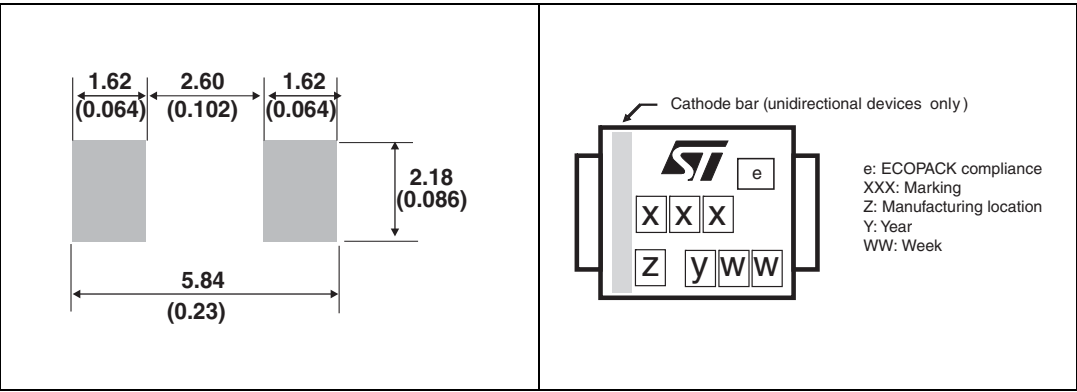 1.62 2.60 1.62
(0.064) (0.102) (0.064)
2.18
(0.086)
5.84
(0.23)
Cathode bar (unidirectional devices only)
ST
e
x x x
z y w w
e: ECOPACK compliance
XXX: Marking
Z: Manufacturing location
Y: Year
WW: Week